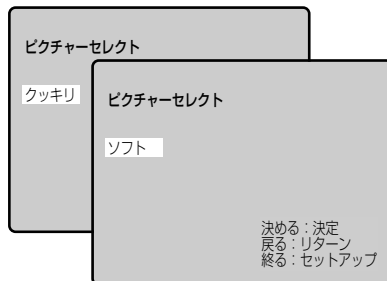 ピクチャーセレクト
クッキリ
ピクチャーセレクト
ソフト
決める：決定
戻る：リターン
終る：セットアップ